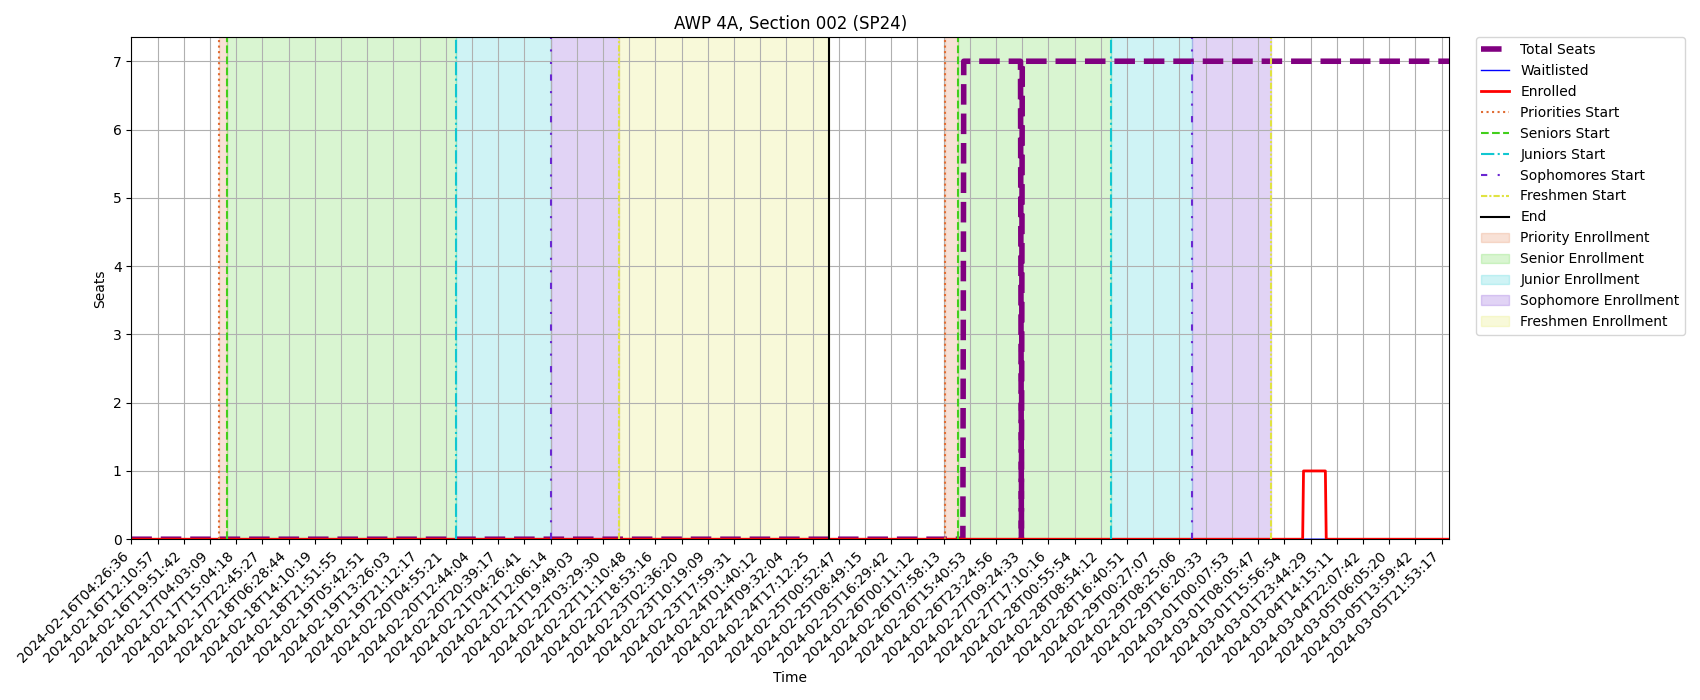 AWP 4A, Section 002 (SP24)
Seats
7
6
5
4
3
2
1
0
2024-02-16T04:26:36
2024-02-16T12:10:57
2024-02-16T19:51:42
2024-02-17T04:03:09
2024-02-17T15:04:18
2024-02-17T22:45:27
2024-02-18T06:28:44
2024-02-18T14:10:19
2024-02-18T21:51:55
2024-02-19T05:42:51
2024-02-19T13:26:03
2024-02-19T21:12:17
2024-02-20T04:55:21
2024-02-20T12:44:04
2024-02-20T20:39:17
2024-02-21T04:26:41
2024-02-21T12:06:14
2024-02-21T19:49:03
2024-02-22T03:29:30
2024-02-22T11:10:48
2024-02-22T18:53:16
2024-02-23T02:36:20
2024-02-23T10:19:09
2024-02-23T17:59:31
2024-02-24T01:40:12
2024-02-24T09:32:04
2024-02-24T17:12:25
2024-02-25T00:52:47
2024-02-25T08:49:15
2024-02-25T16:29:42
2024-02-26T00:11:12
2024-02-26T07:58:13
2024-02-26T15:40:53
2024-02-26T23:24:56
2024-02-27T09:24:33
2024-02-27T17:10:16
2024-02-28T00:55:54
2024-02-28T08:54:12
2024-02-28T16:40:51
2024-02-29T00:27:07
2024-02-29T08:25:06
2024-02-29T16:20:33
2024-03-01T00:07:53
2024-03-01T08:05:47
2024-03-01T15:56:54
2024-03-01T23:44:29
2024-03-04T14:15:11
2024-03-04T22:07:42
2024-03-05T06:05:20
2024-03-05T13:59:42
2024-03-05T21:53:17
Time
Total Seats
Waitlisted
Enrolled
Priorities Start
Seniors Start
Juniors Start
Sophomores Start
Freshmen Start
End
Priority Enrollment
Senior Enrollment
Junior Enrollment
Sophomore Enrollment
Freshmen Enrollment